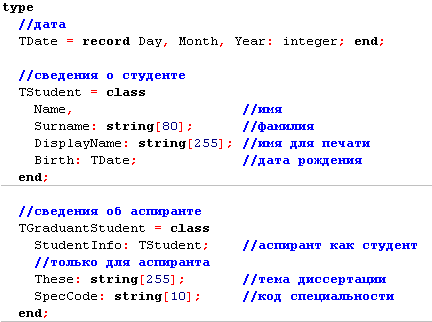 type
//дата
TDate = record Day, Month, Year: integer; end;
//сведения о студенте
TStudent = class
Name, //имя
Surname: string[80]; //фамилия
DisplayName: string[255]; //имя для печати
Birth: TDate; //дата рождения
end;
//сведения об аспиранте
TGraduantStudent = class
StudentInfo: TStudent; //аспирант как студент
//только для аспиранта
These: string[255]; //тема диссертации
SpecCode: string[10]; //код специальности
end;